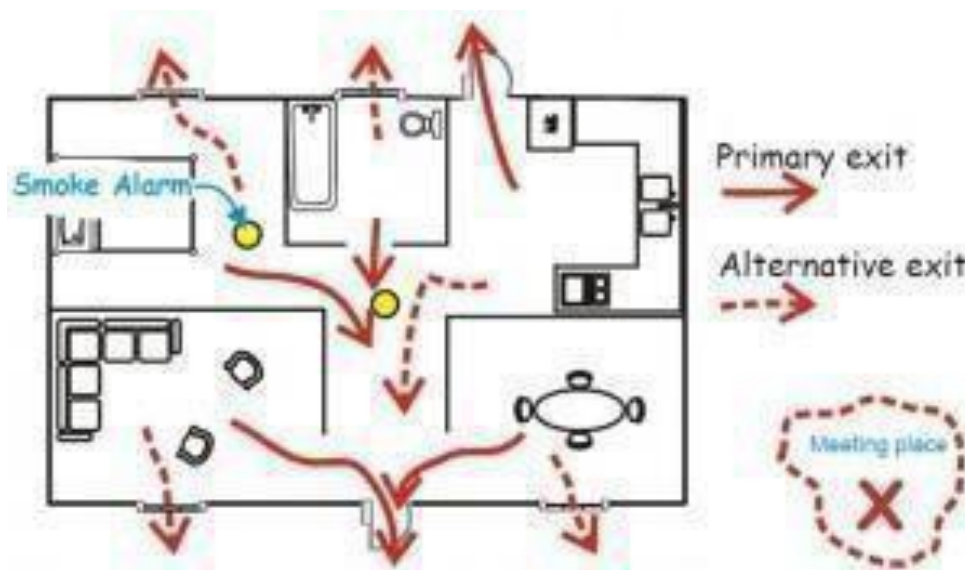 Smoke Alarm
Primary exit
Alternative exit
Meeting place
X